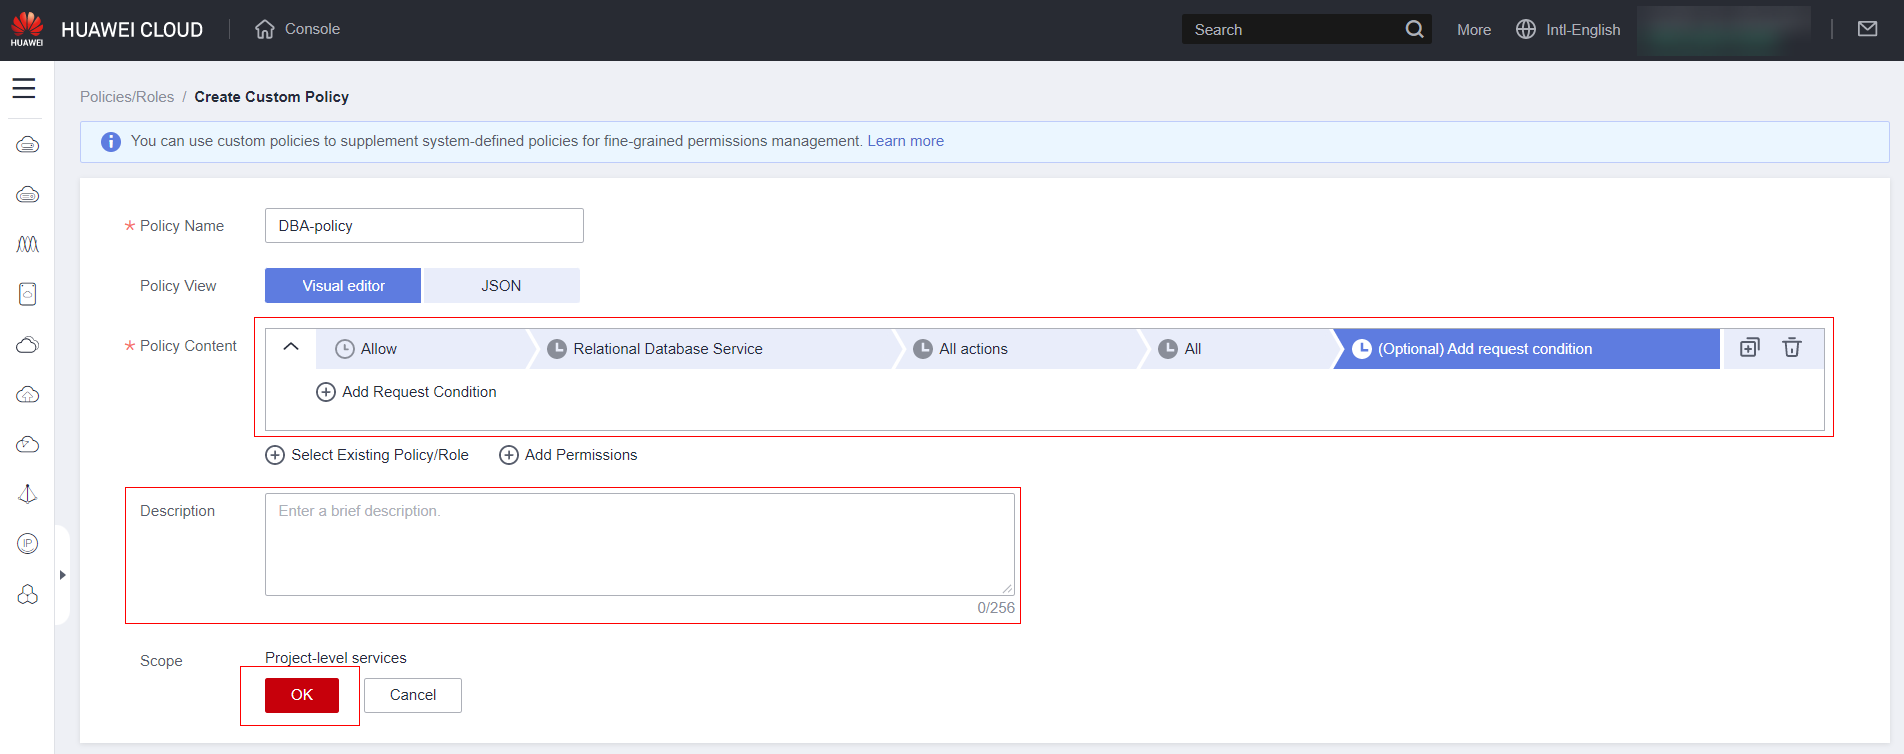 HUAWEI HUAWEI CLOUD Console Search More Intl-English
Policies/Roles / Create Custom Policy
You can use custom policies to supplement system-defined policies for fine-grained permissions management. Learn more
* Policy Name DBA-policy
Policy View Visual editor JSON
* Policy Content Allow Relational Database Service All actions All (Optional) Add request condition
Add Request Condition
Select Existing Policy/Role Add Permissions
Description Enter a brief description.
0/256
IP
Scope Project-level services
OK Cancel